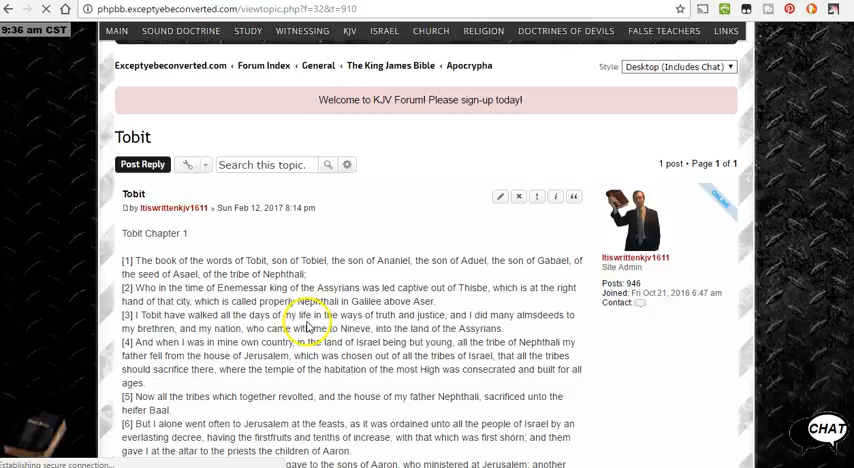 phpbb.exceptyebeconverted.com/viewtopic.php?f=32&t=910
9:36 am CST
MAIN SOUND DOCTRINE STUDY WITNESSING KJV ISRAEL CHURCH RELIGION DOCTRINES OF DEVILS FALSE TEACHERS LINKS
Exceptyebeconverted.com ‹ Forum Index ‹ General ‹ The King James Bible ‹ Apocrypha
Style: Desktop (Includes Chat)
Welcome to KJV Forum! Please sign-up today!
Tobit
Post Reply
Search this topic.
1 post • Page 1 of 1
Tobit
by Itiswrittenkjv1611 » Sun Feb 12, 2017 8:14 pm
ONLINE
Tobit Chapter 1
[1] The book of the words of Tobit, son of Tobiel, the son of Ananiel, the son of Aduel, the son of Gabael, of
the seed of Asael, of the tribe of Nephthali;
[2] Who in the time of Enemessar king of the Assyrians was led captive out of Thisbe, which is at the right
hand of that city, which is called properly Nephthali in Galilee above Aser.
[3] I Tobit have walked all the days of my life in the ways of truth and justice, and I did many almsdeeds to
my brethren, and my nation, who came with me to Nineve, into the land of the Assyrians.
[4] And when I was in mine own country, in the land of Israel being but young, all the tribe of Nephthali my
father fell from the house of Jerusalem, which was chosen out of all the tribes of Israel, that all the tribes
should sacrifice there, where the temple of the habitation of the most High was consecrated and built for all
ages.
[5] Now all the tribes which together revolted, and the house of my father Nephthali, sacrificed unto the
heifer Baal.
[6] But I alone went often to Jerusalem at the feasts, as it was ordained unto all the people of Israel by an
everlasting decree, having the firstfruits and tenths of increase, with that which was first shorn; and them
gave I at the altar to the priests the children of Aaron.
gave to the sons of Aaron, who ministered at Jerusalem: another
Itiswrittenkjv1611
Site Admin
Posts: 946
Joined: Fri Oct 21, 2016 6:47 am
Contact:
CHAT
Establishing secure connection...